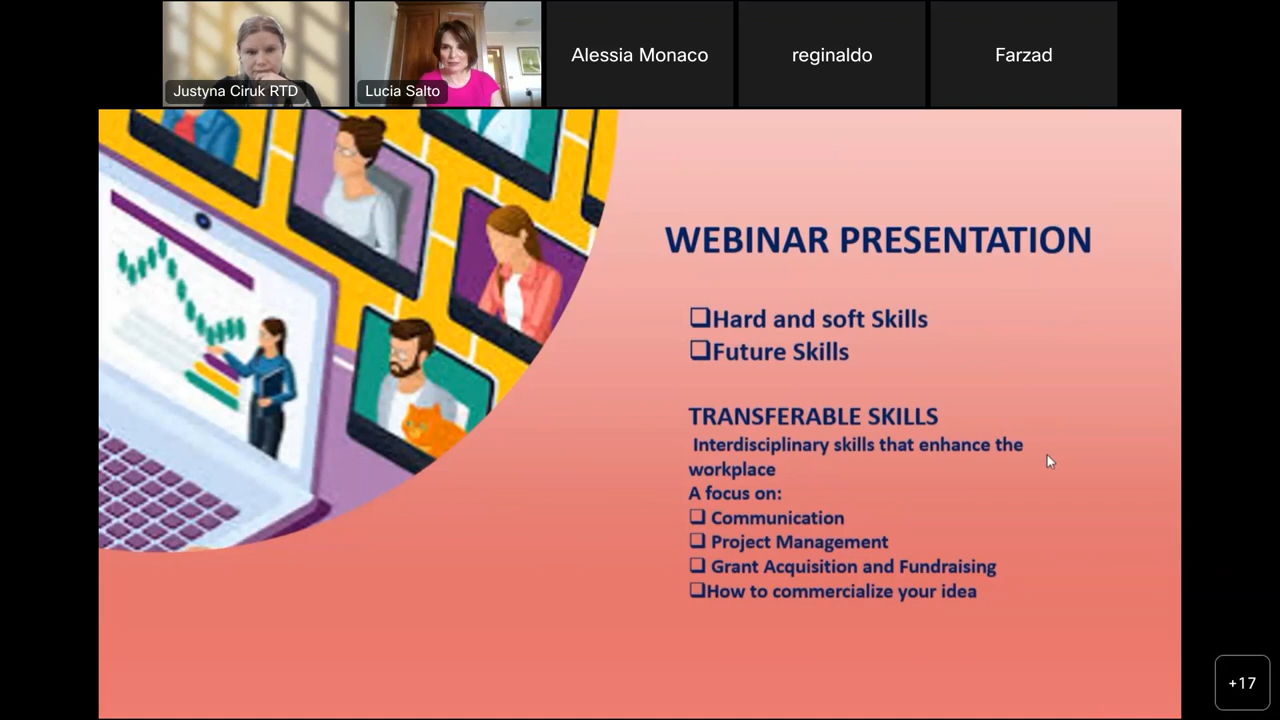 Justyna Ciruk RTD
Lucia Salto
Alessia Monaco
reginaldo
Farzad
WEBINAR PRESENTATION
❑Hard and soft Skills
❑Future Skills
TRANSFERABLE SKILLS
Interdisciplinary skills that enhance the
workplace
A focus on:
❑ Communication
❑ Project Management
❑ Grant Acquisition and Fundraising
❑How to commercialize your idea
+17